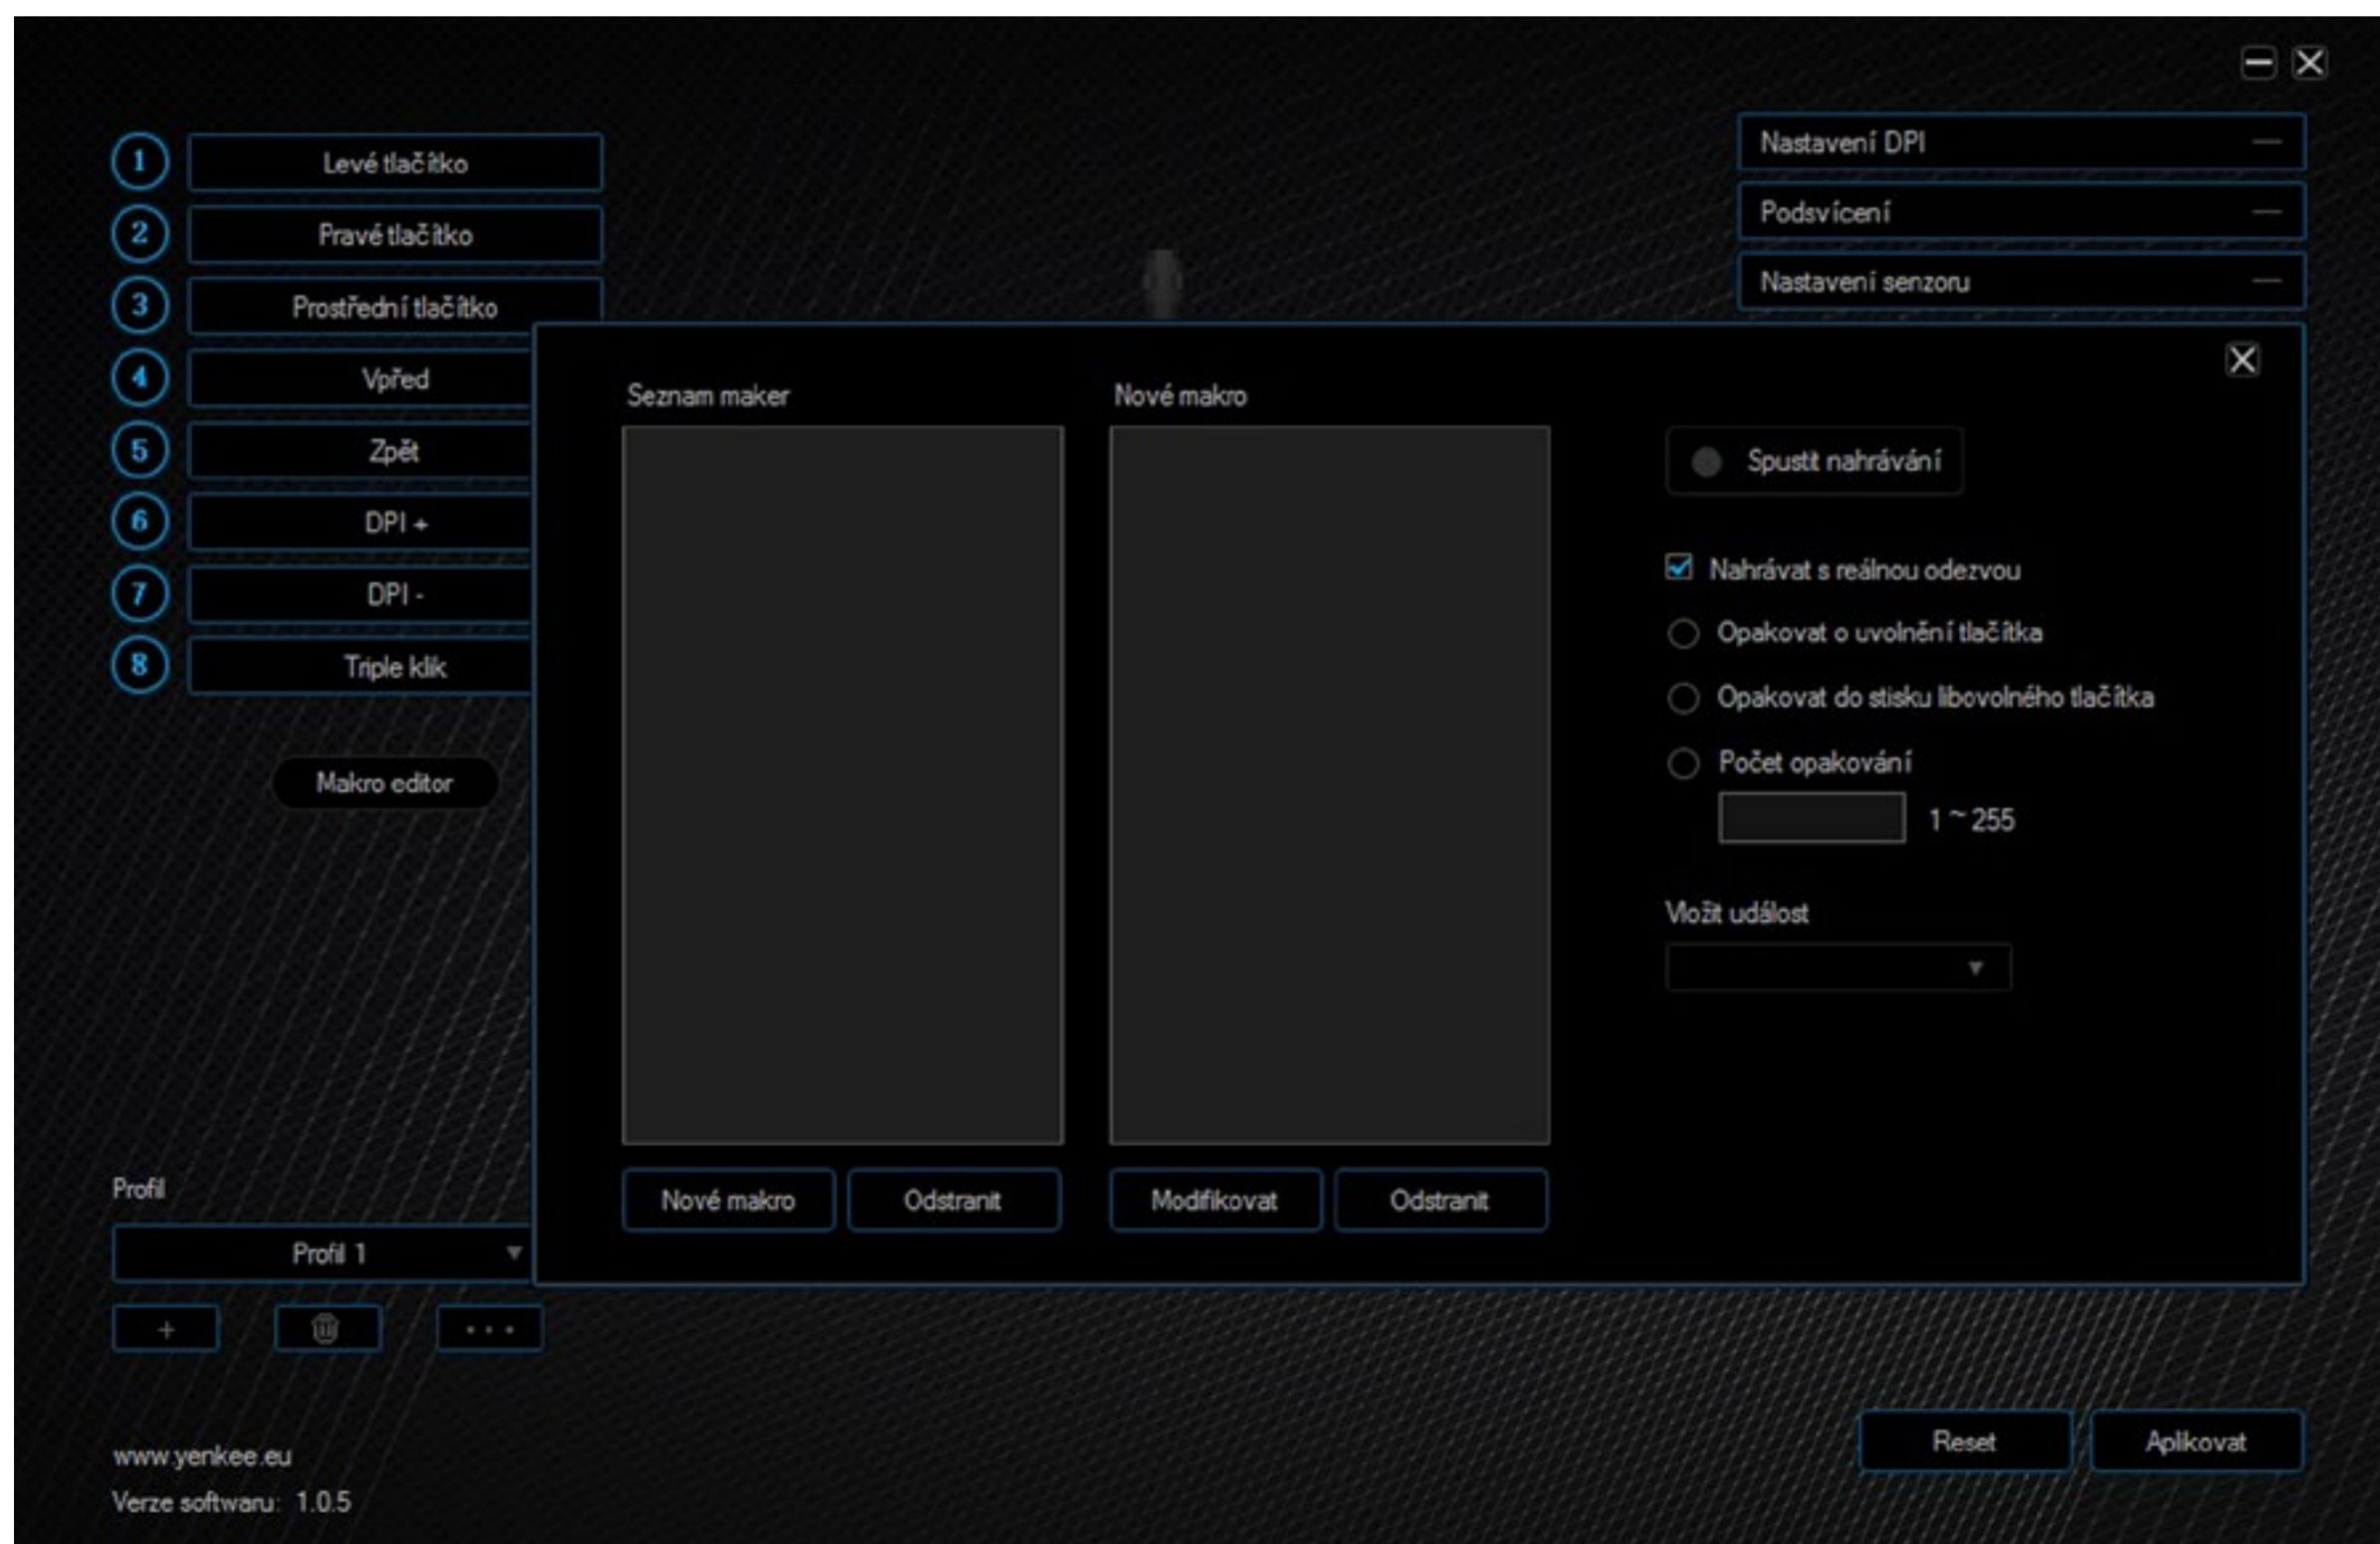 1 Levé tlačítko
2 Pravé tlačítko
3 Prostřední tlačítko
4 Vpřed
5 Zpět
6 DPI +
7 DPI -
8 Triple klik
Makro editor
Profil
Profil 1
+
...
www.yenkee.eu
Verze softwaru: 1.0.5
Nastavení DPI
Podsvícení
Nastavení senzoru
Seznam maker
Nové makro
Nové makro
Odstranit
Modifikovat
Odstranit
Spustit nahrávání
Nahrávat s reálnou odezvou
Opakovat o uvolnění tlačítka
Opakovat do stisku libovolného tlačítka
Počet opakování
1 ~ 255
Vložit událost
Reset
Aplikovat